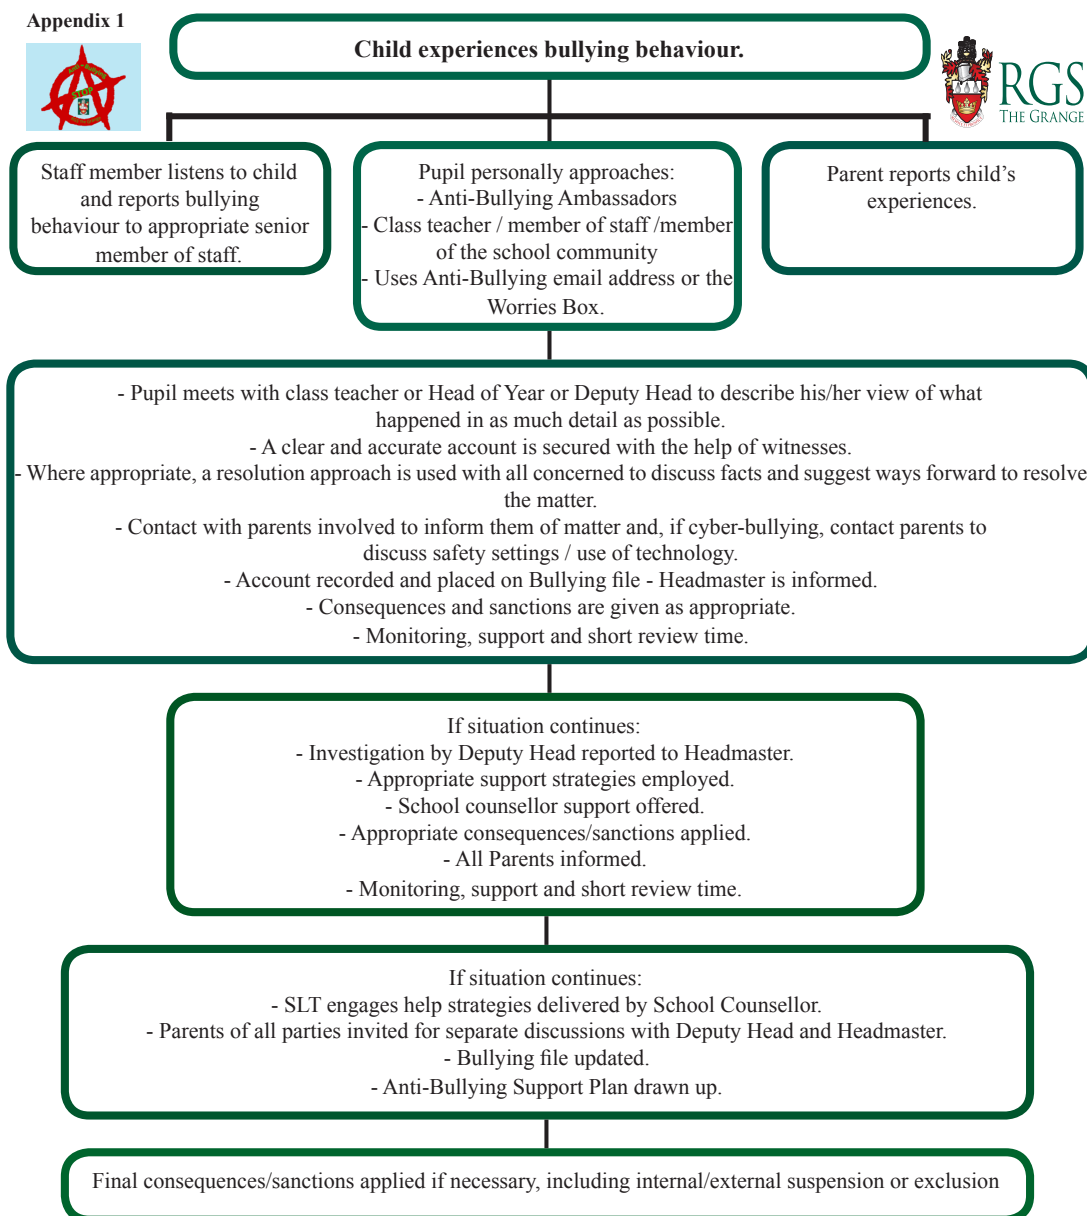 Appendix 1
Child experiences bullying behaviour.
STOP
RGS
THE GRANGE
Staff member listens to child
and reports bullying
behaviour to appropriate senior
member of staff.
Pupil personally approaches:
- Anti-Bullying Ambassadors
- Class teacher / member of staff /member
of the school community
- Uses Anti-Bullying email address or the
Worries Box.
Parent reports child’s
experiences.
- Pupil meets with class teacher or Head of Year or Deputy Head to describe his/her view of what
happened in as much detail as possible.
- A clear and accurate account is secured with the help of witnesses.
- Where appropriate, a resolution approach is used with all concerned to discuss facts and suggest ways forward to resolve
the matter.
- Contact with parents involved to inform them of matter and, if cyber-bullying, contact parents to
discuss safety settings / use of technology.
- Account recorded and placed on Bullying file - Headmaster is informed.
- Consequences and sanctions are given as appropriate.
- Monitoring, support and short review time.
If situation continues:
- Investigation by Deputy Head reported to Headmaster.
- Appropriate support strategies employed.
- School counsellor support offered.
- Appropriate consequences/sanctions applied.
- All Parents informed.
- Monitoring, support and short review time.
If situation continues:
- SLT engages help strategies delivered by School Counsellor.
- Parents of all parties invited for separate discussions with Deputy Head and Headmaster.
- Bullying file updated.
- Anti-Bullying Support Plan drawn up.
Final consequences/sanctions applied if necessary, including internal/external suspension or exclusion